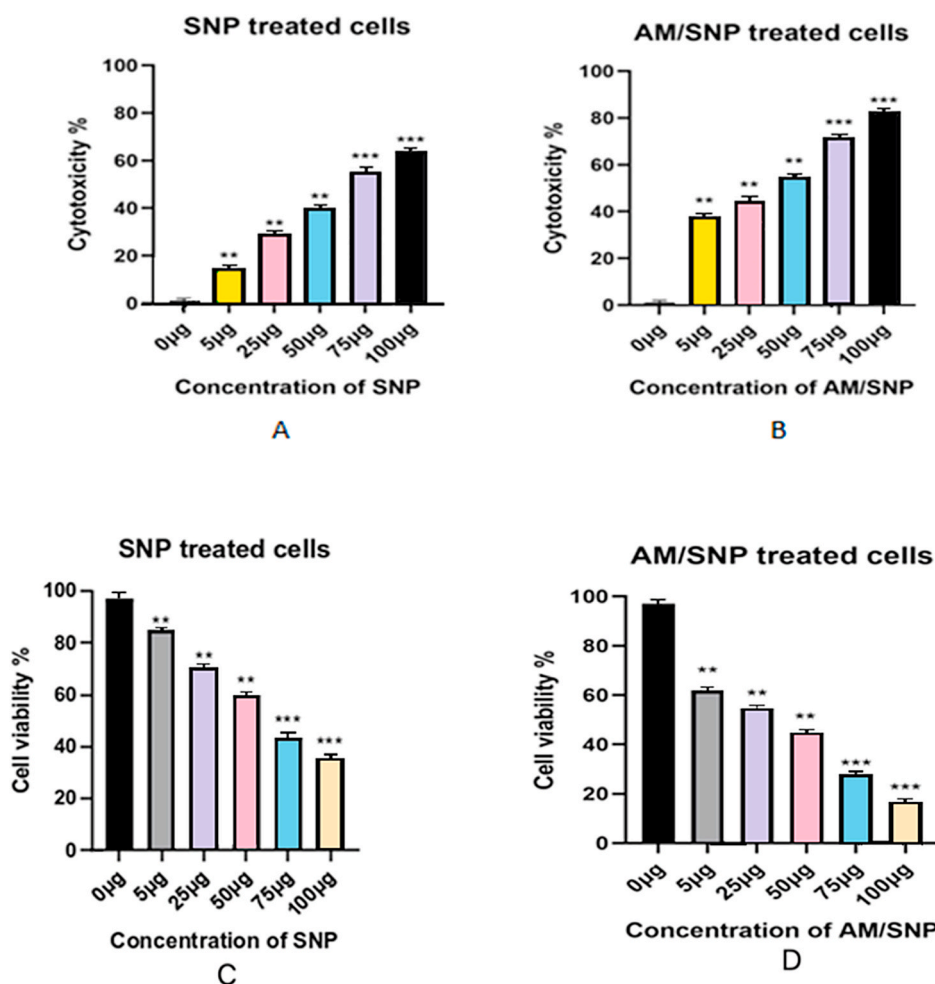 SNP treated cells
Cytotoxicity %
100
80
60
40
20
0
**
**
**
***
***
0µg
5µg
25µg
50µg
75µg
100µg
Concentration of SNP
A
AM/SNP treated cells
Cytotoxicity %
100
80
60
40
20
0
**
**
**
***
***
0µg
5µg
25µg
50µg
75µg
100µg
Concentration of AM/SNP
B
SNP treated cells
Cell viability %
100
80
60
40
20
0
**
**
**
***
***
0µg
5µg
25µg
50µg
75µg
100µg
Concentration of SNP
C
AM/SNP treated cells
Cell viability %
100
80
60
40
20
0
**
**
**
***
***
0µg
5µg
25µg
50µg
75µg
100µg
Concentration of AM/SNP
D